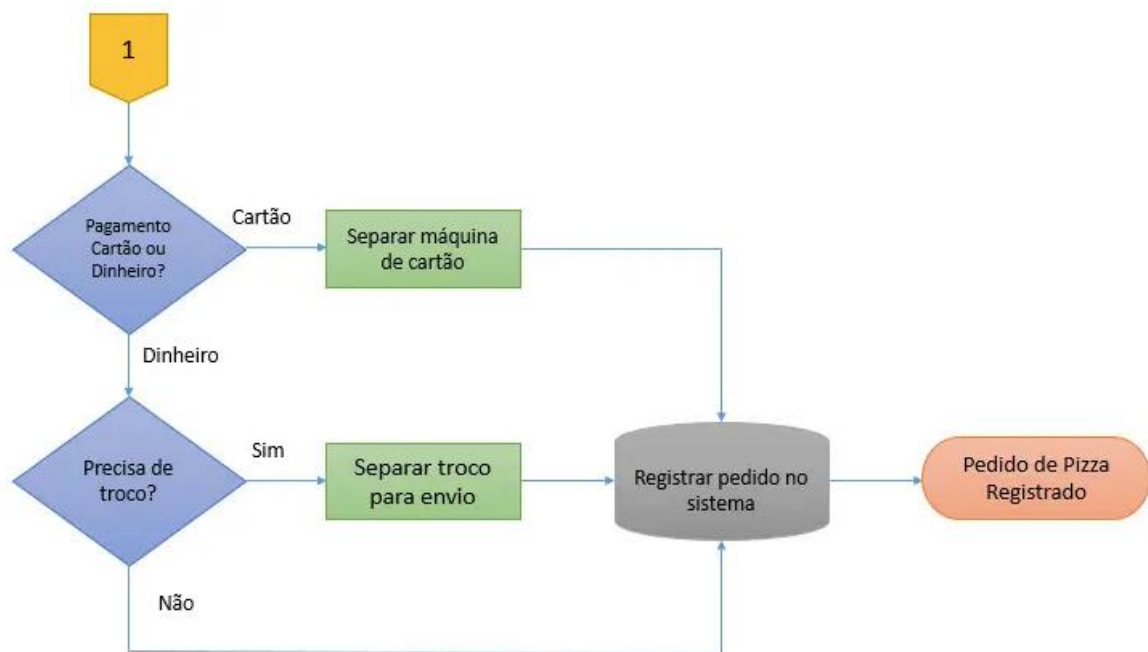 1
Pagamento
Cartão ou
Dinheiro?
Cartão
Separar máquina
de cartão
Dinheiro
Precisa de
troco?
Sim
Separar troco
para envio
Registrar pedido no
sistema
Pedido de Pizza
Registrado
Não